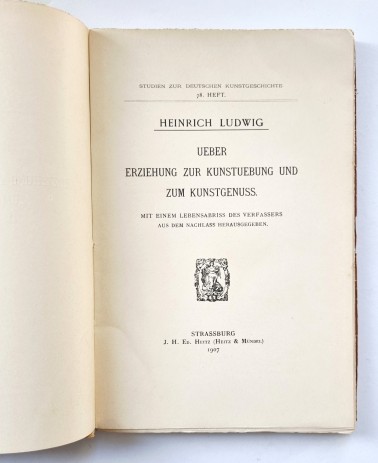 STUDIEN ZUR DEUTSCHEN KUNSTGESCHICHTE
78. HEFT.
HEINRICH LUDWIG
UEBER
ERZIEHUNG ZUR KUNSTUEBUNG UND
ZUM KUNSTGENUSS.
MIT EINEM LEBENSABRISS DES VERFASSERS
AUS DEM NACHLASS HERAUSGEGEBEN.
STRASSBURG
J. H. Ed. Heitz (Heitz & Mündel)
1907